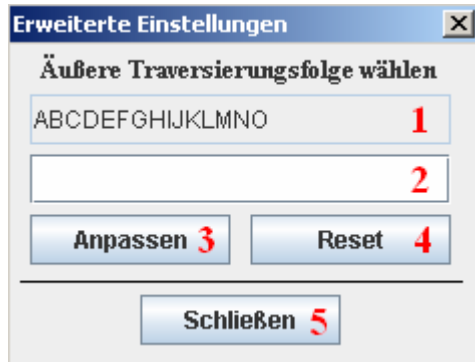 Erweiterte Einstellungen
Äußere Traversierungsfolge wählen
ABCDEFGHIJKLMNO 1
2
Anpassen 3 Reset 4
Schließen 5